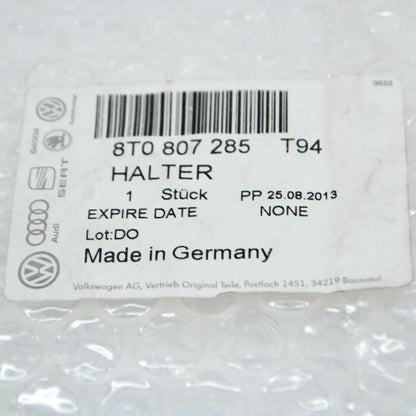 3822
8T0 807 285 T94
HALTER
1 Stück PP 25.08.2013
EXPIRE DATE NONE
Lot:DO
Made in Germany
Volkswagen AG, Vertrieb Original Teile, Postfach 1451, 34219 Baunatal
SKODA
SEAT
Audi